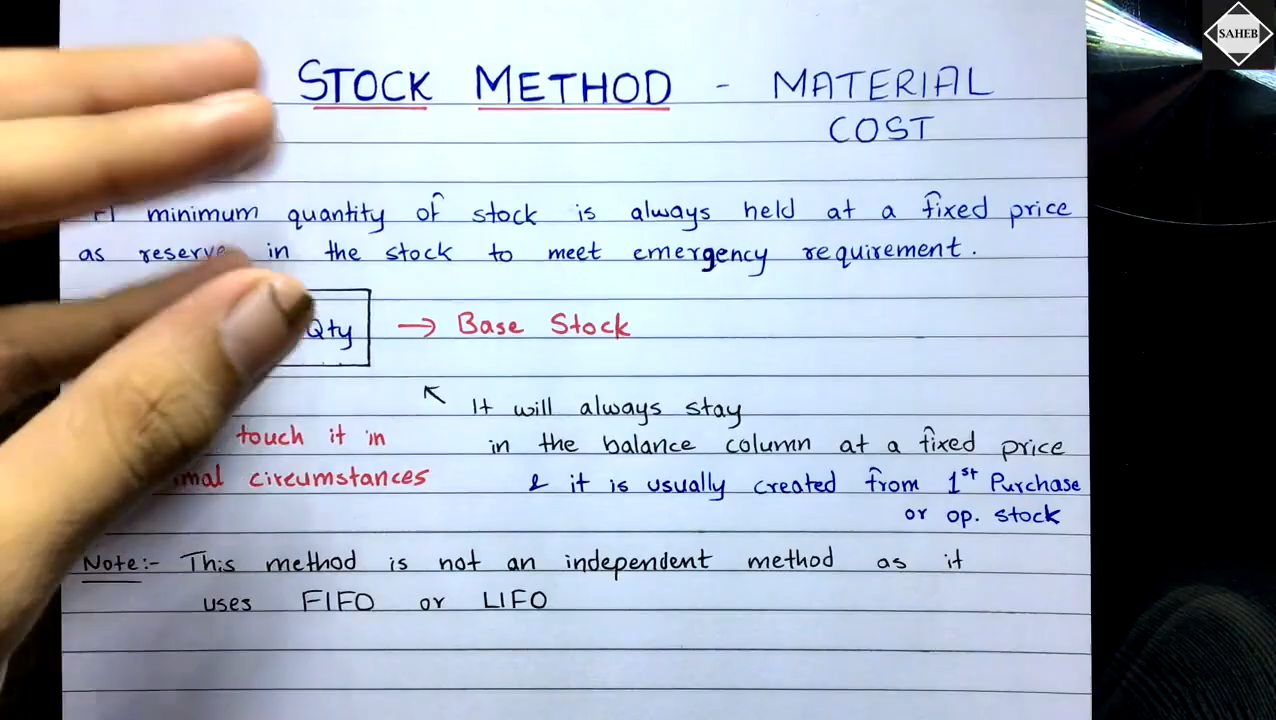 STOCK METHOD - MATERIAL
COST
A minimum quantity of stock is always held at a fixed price
as reserve in the stock to meet emergency requirement.
Qty → Base Stock
It will always stay
touch it in
in the balance column at a fixed price
circumstances
& it is usually created from 1st Purchase
or op. stock
Note:- This method is not an independent method as it
uses FIFO or LIFO
SAHEB